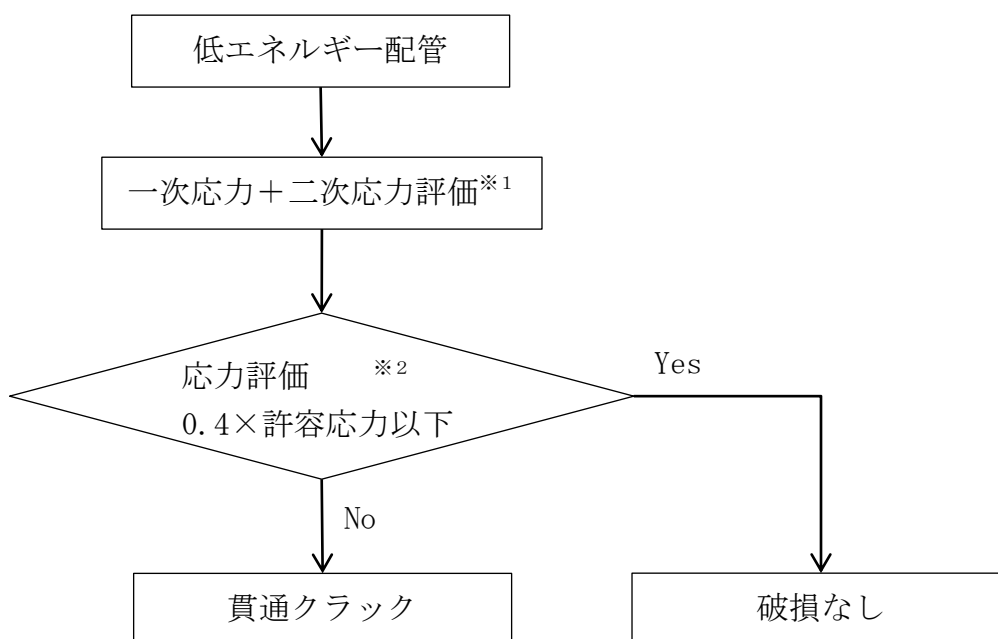 低エネルギー配管
一次応力＋二次応力評価※1
応力評価 ※2
0.4×許容応力以下
Yes
No
貫通クラック
破損なし